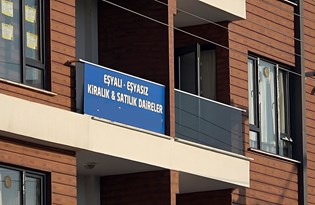 EŞYALI - EŞYASIZ
KİRALIK & SATILIK DAİRELER